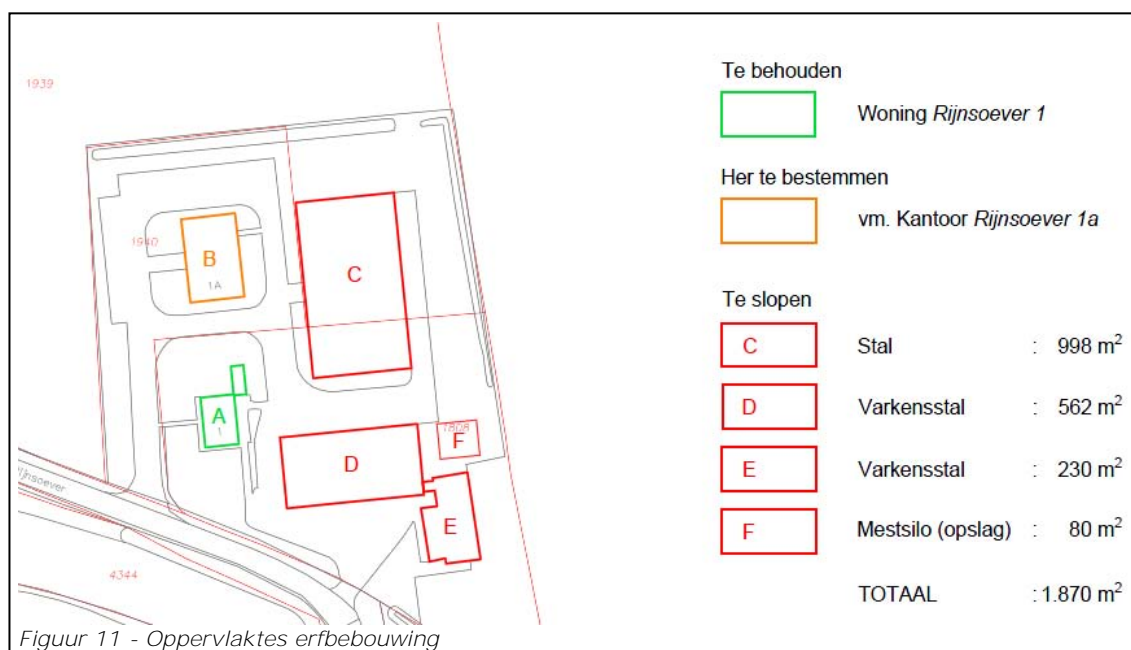 1939
1940
B
1A
C
A
1
D
1808
F
E
Rijnsoever
4344
Te behouden
Woning Rijnsoever 1
Her te bestemmen
vm. Kantoor Rijnsoever 1a
Te slopen
C Stal : 998 m²
D Varkensstal : 562 m²
E Varkensstal : 230 m²
F Mestsilo (opslag) : 80 m²
TOTAAL : 1.870 m²
Figuur 11 - Oppervlaktes erfbebouwing